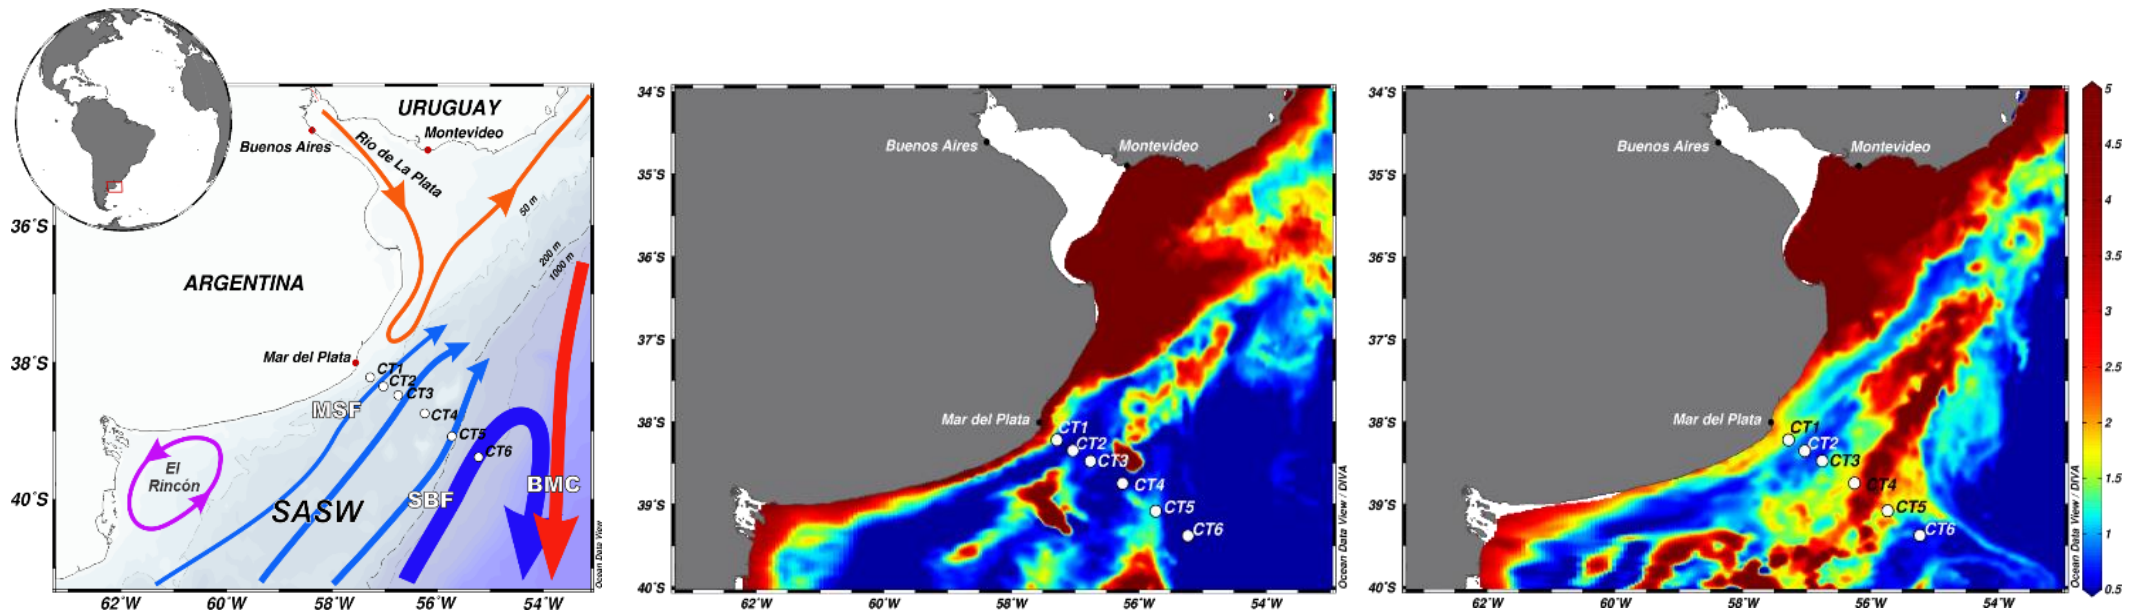 URUGUAY
Montevideo
Buenos Aires
Río de La Plata
50 m
200 m
1000 m
36°S
ARGENTINA
Mar del Plata
38°S
CT1
CT2
CT3
MSF
CT4
CT5
CT6
El
Rincón
BMC
SBF
SASW
40°S
Ocean Data View
62°W
60°W
58°W
56°W
54°W
34°S
Buenos Aires
Montevideo
35°S
36°S
37°S
38°S
Mar del Plata
CT1
CT2
CT3
CT4
39°S
CT5
CT6
40°S
Ocean Data View / DIVA
62°W
60°W
58°W
56°W
54°W
34°S
Buenos Aires
Montevideo
35°S
36°S
37°S
38°S
Mar del Plata
CT1
CT2
CT3
CT4
39°S
CT5
CT6
40°S
Ocean Data View / DIVA
62°W
60°W
58°W
56°W
54°W
5
4.5
4
3.5
3
2.5
2
1.5
1
0.5